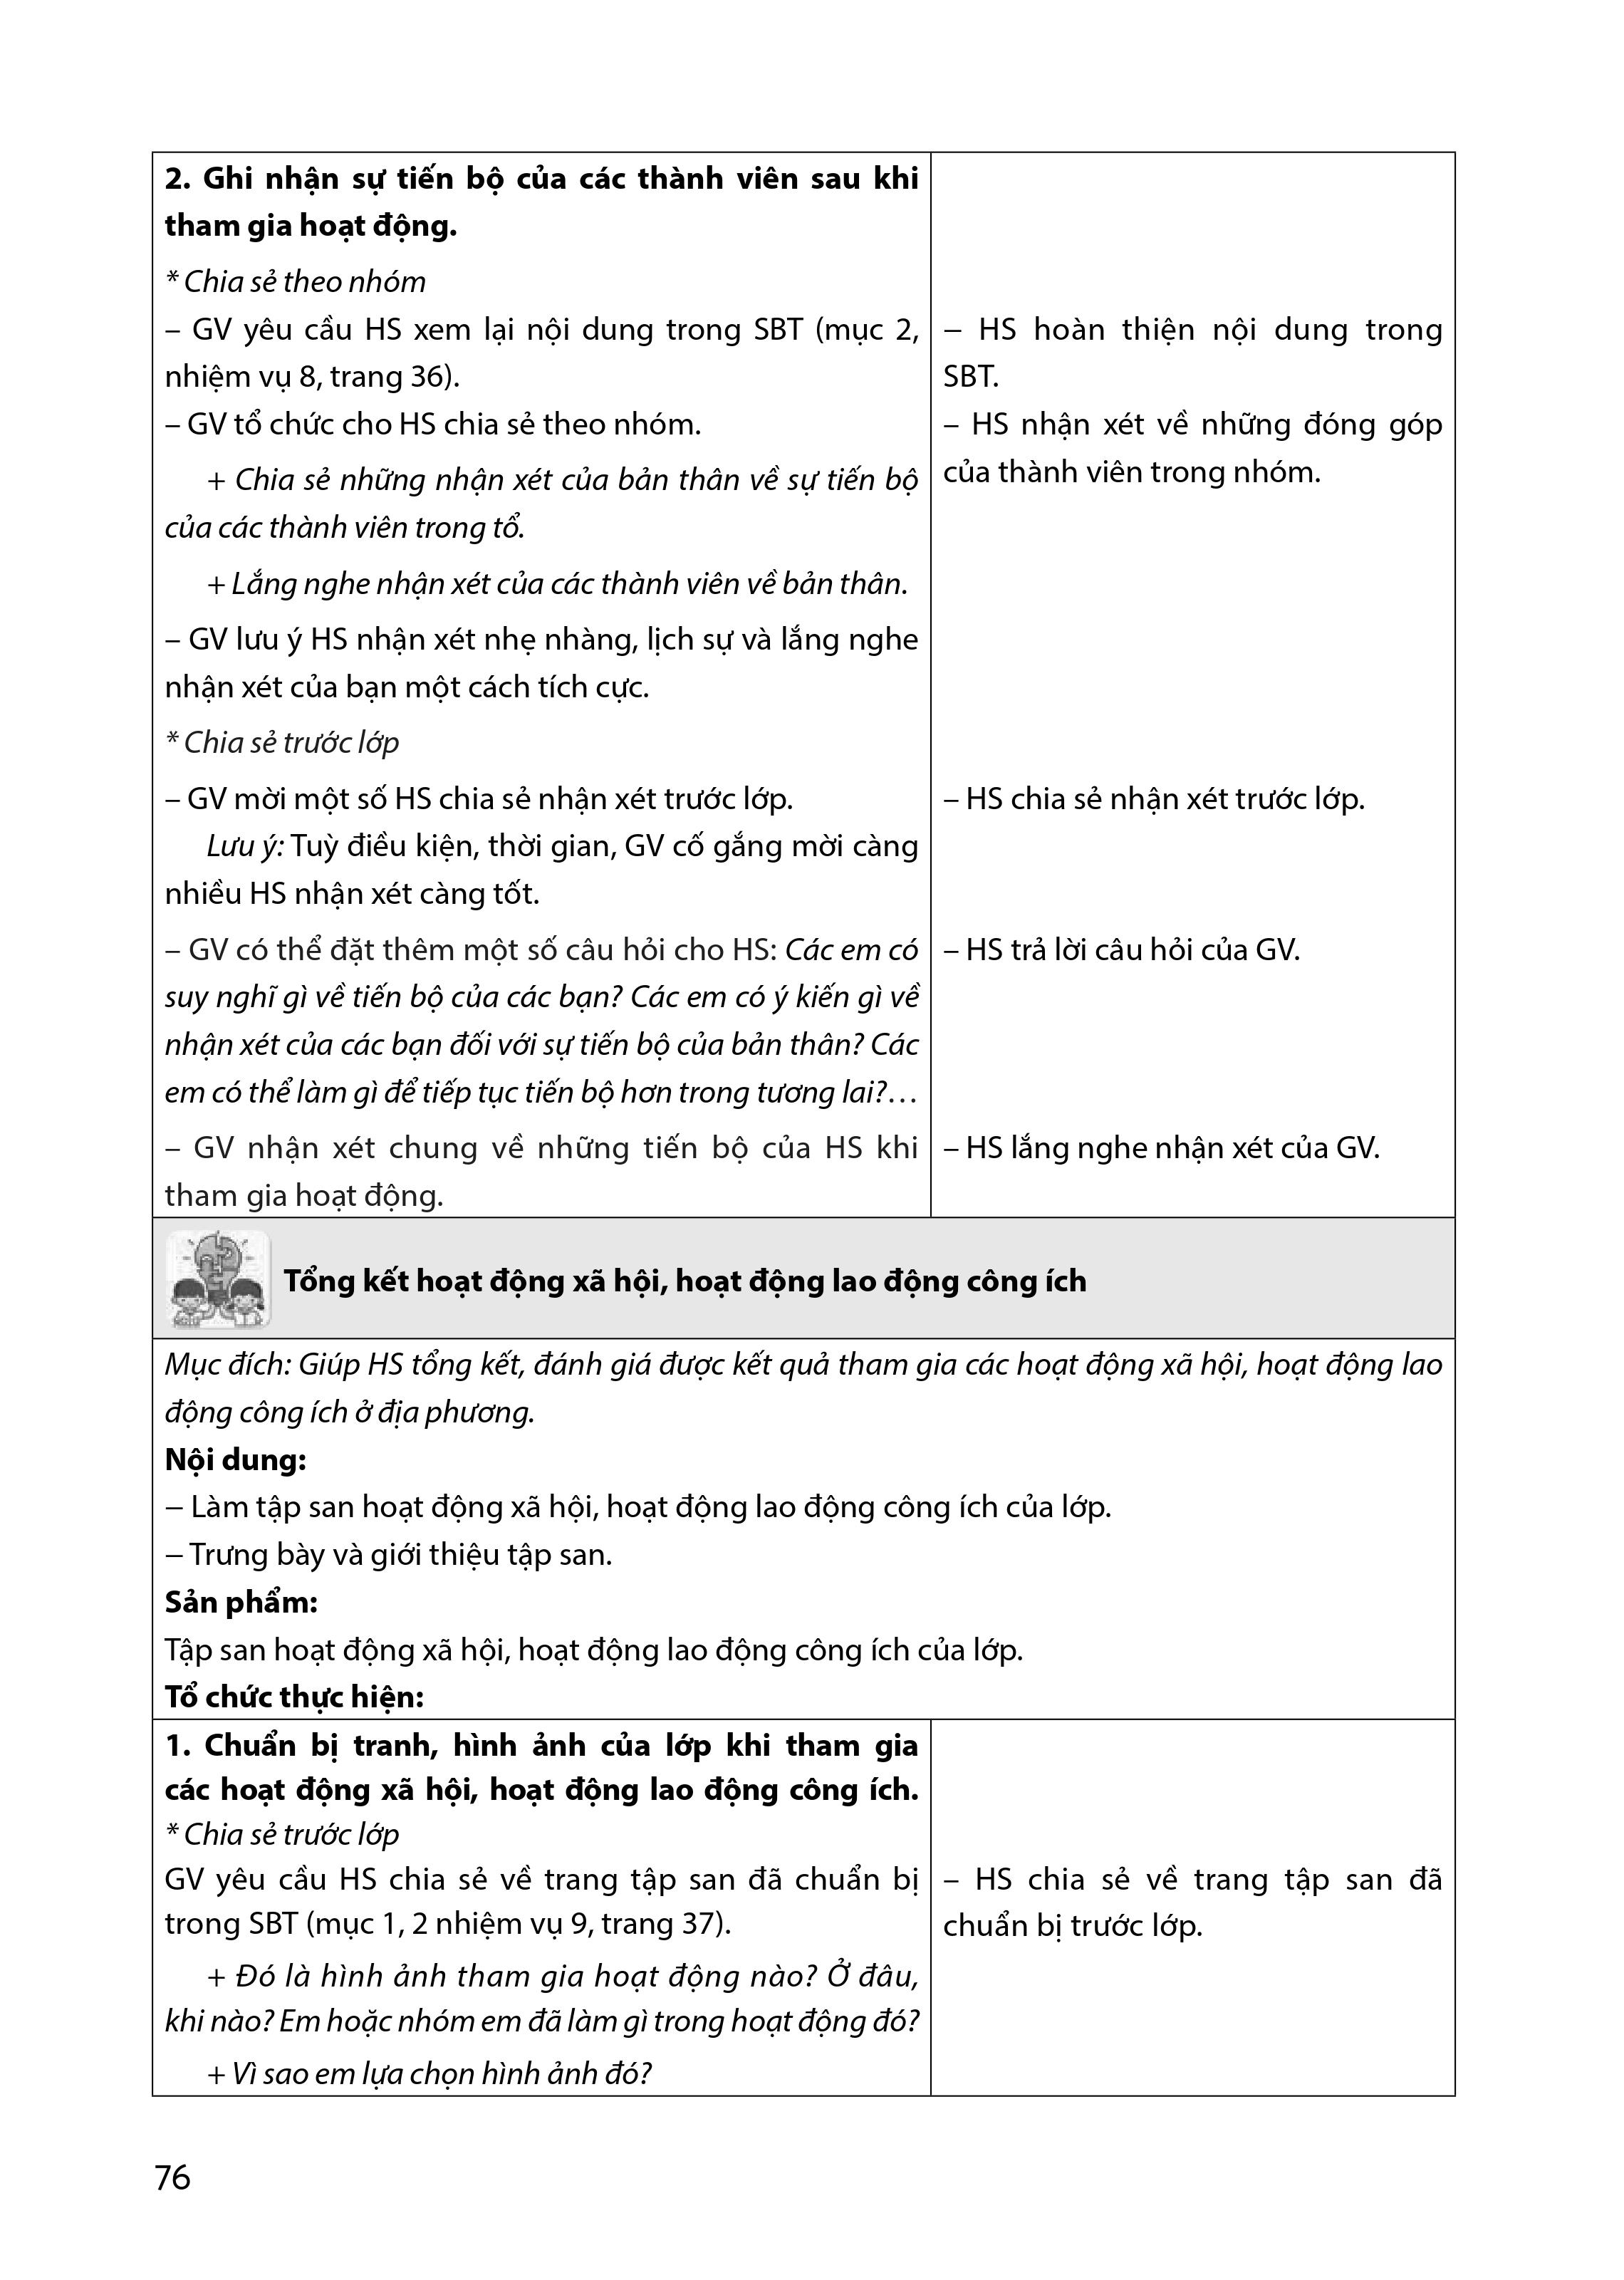 2. Ghi nhận sự tiến bộ của các thành viên sau khi
tham gia hoạt động.
* Chia sẻ theo nhóm
– GV yêu cầu HS xem lại nội dung trong SBT (mục 2,
nhiệm vụ 8, trang 36).
– GV tổ chức cho HS chia sẻ theo nhóm.
+ Chia sẻ những nhận xét của bản thân về sự tiến bộ
của các thành viên trong tổ.
+ Lắng nghe nhận xét của các thành viên về bản thân.
– GV lưu ý HS nhận xét nhẹ nhàng, lịch sự và lắng nghe
nhận xét của bạn một cách tích cực.
* Chia sẻ trước lớp
– GV mời một số HS chia sẻ nhận xét trước lớp.
Lưu ý: Tuỳ điều kiện, thời gian, GV cố gắng mời càng
nhiều HS nhận xét càng tốt.
– GV có thể đặt thêm một số câu hỏi cho HS: Các em có
suy nghĩ gì về tiến bộ của các bạn? Các em có ý kiến gì về
nhận xét của các bạn đối với sự tiến bộ của bản thân? Các
em có thể làm gì để tiếp tục tiến bộ hơn trong tương lai?…
– GV nhận xét chung về những tiến bộ của HS khi
tham gia hoạt động.
– HS hoàn thiện nội dung trong
SBT.
– HS nhận xét về những đóng góp
của thành viên trong nhóm.
– HS chia sẻ nhận xét trước lớp.
– HS trả lời câu hỏi của GV.
– HS lắng nghe nhận xét của GV.
Tổng kết hoạt động xã hội, hoạt động lao động công ích
Mục đích: Giúp HS tổng kết, đánh giá được kết quả tham gia các hoạt động xã hội, hoạt động lao
động công ích ở địa phương.
Nội dung:
– Làm tập san hoạt động xã hội, hoạt động lao động công ích của lớp.
– Trưng bày và giới thiệu tập san.
Sản phẩm:
Tập san hoạt động xã hội, hoạt động lao động công ích của lớp.
Tổ chức thực hiện:
1. Chuẩn bị tranh, hình ảnh của lớp khi tham gia
các hoạt động xã hội, hoạt động lao động công ích.
* Chia sẻ trước lớp
GV yêu cầu HS chia sẻ về trang tập san đã chuẩn bị
trong SBT (mục 1, 2 nhiệm vụ 9, trang 37).
+ Đó là hình ảnh tham gia hoạt động nào? Ở đâu,
khi nào? Em hoặc nhóm em đã làm gì trong hoạt động đó?
+ Vì sao em lựa chọn hình ảnh đó?
– HS chia sẻ về trang tập san đã
chuẩn bị trước lớp.
76